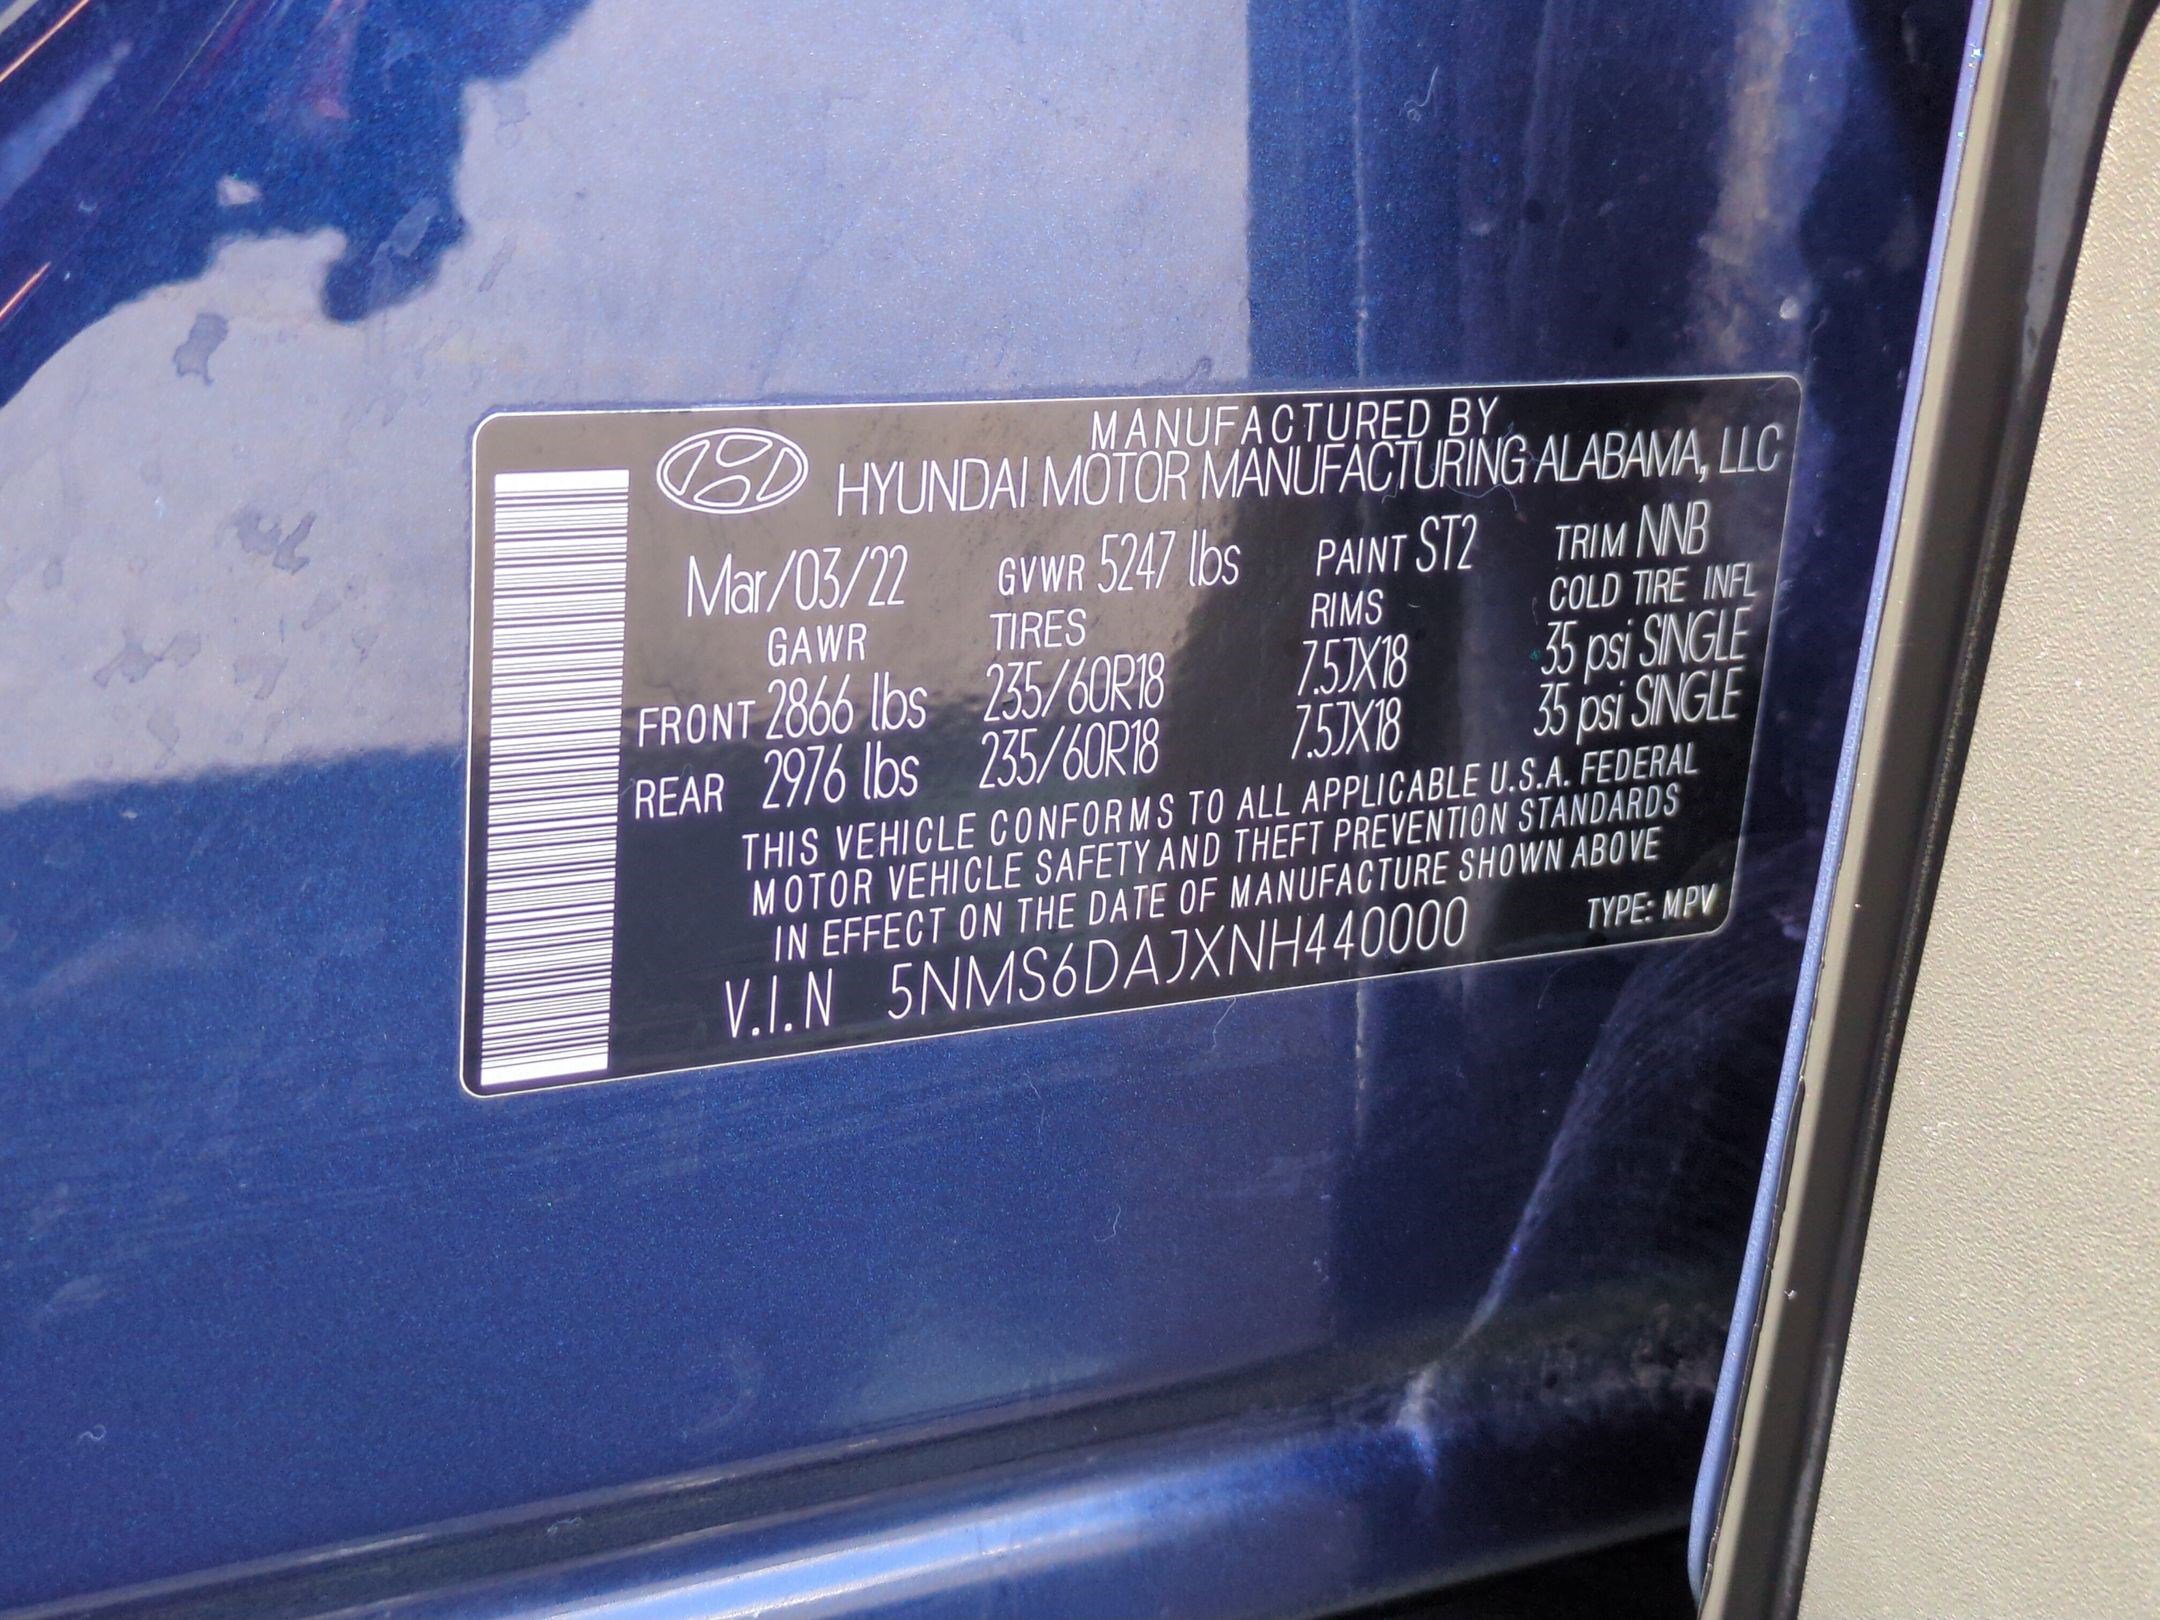 MANUFACTURED BY
HYUNDAI MOTOR MANUFACTURING ALABAMA, LLC
Mar/03/22 GVWR 5247 lbs PAINT ST2 TRIM NNB
GAWR TIRES RIMS COLD TIRE INFL
FRONT 2866 lbs 235/60R18 7.5JX18 35 psi SINGLE
REAR 2976 lbs 235/60R18 7.5JX18 35 psi SINGLE
THIS VEHICLE CONFORMS TO ALL APPLICABLE U.S.A. FEDERAL
MOTOR VEHICLE SAFETY AND THEFT PREVENTION STANDARDS
IN EFFECT ON THE DATE OF MANUFACTURE SHOWN ABOVE
V.I.N 5NMS6DAJXNH440000 TYPE: MPV